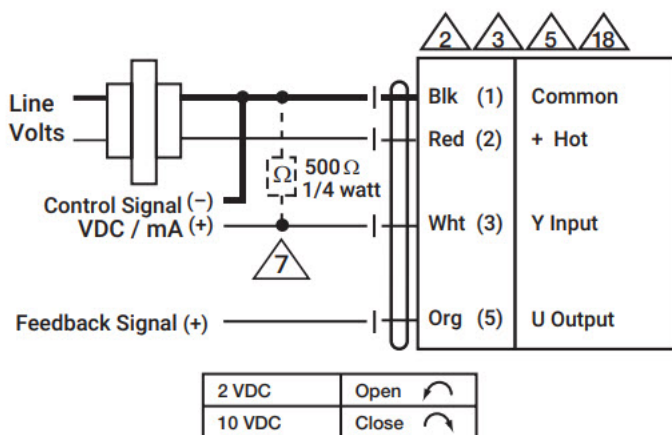 2 3 5 18
Line
Volts
Blk (1) Common
Red (2) + Hot
Ω 500 Ω
1/4 watt
Control Signal (−)
VDC / mA (+)
Wht (3) Y Input
7
Feedback Signal (+)
Org (5) U Output
2 VDC Open
10 VDC Close